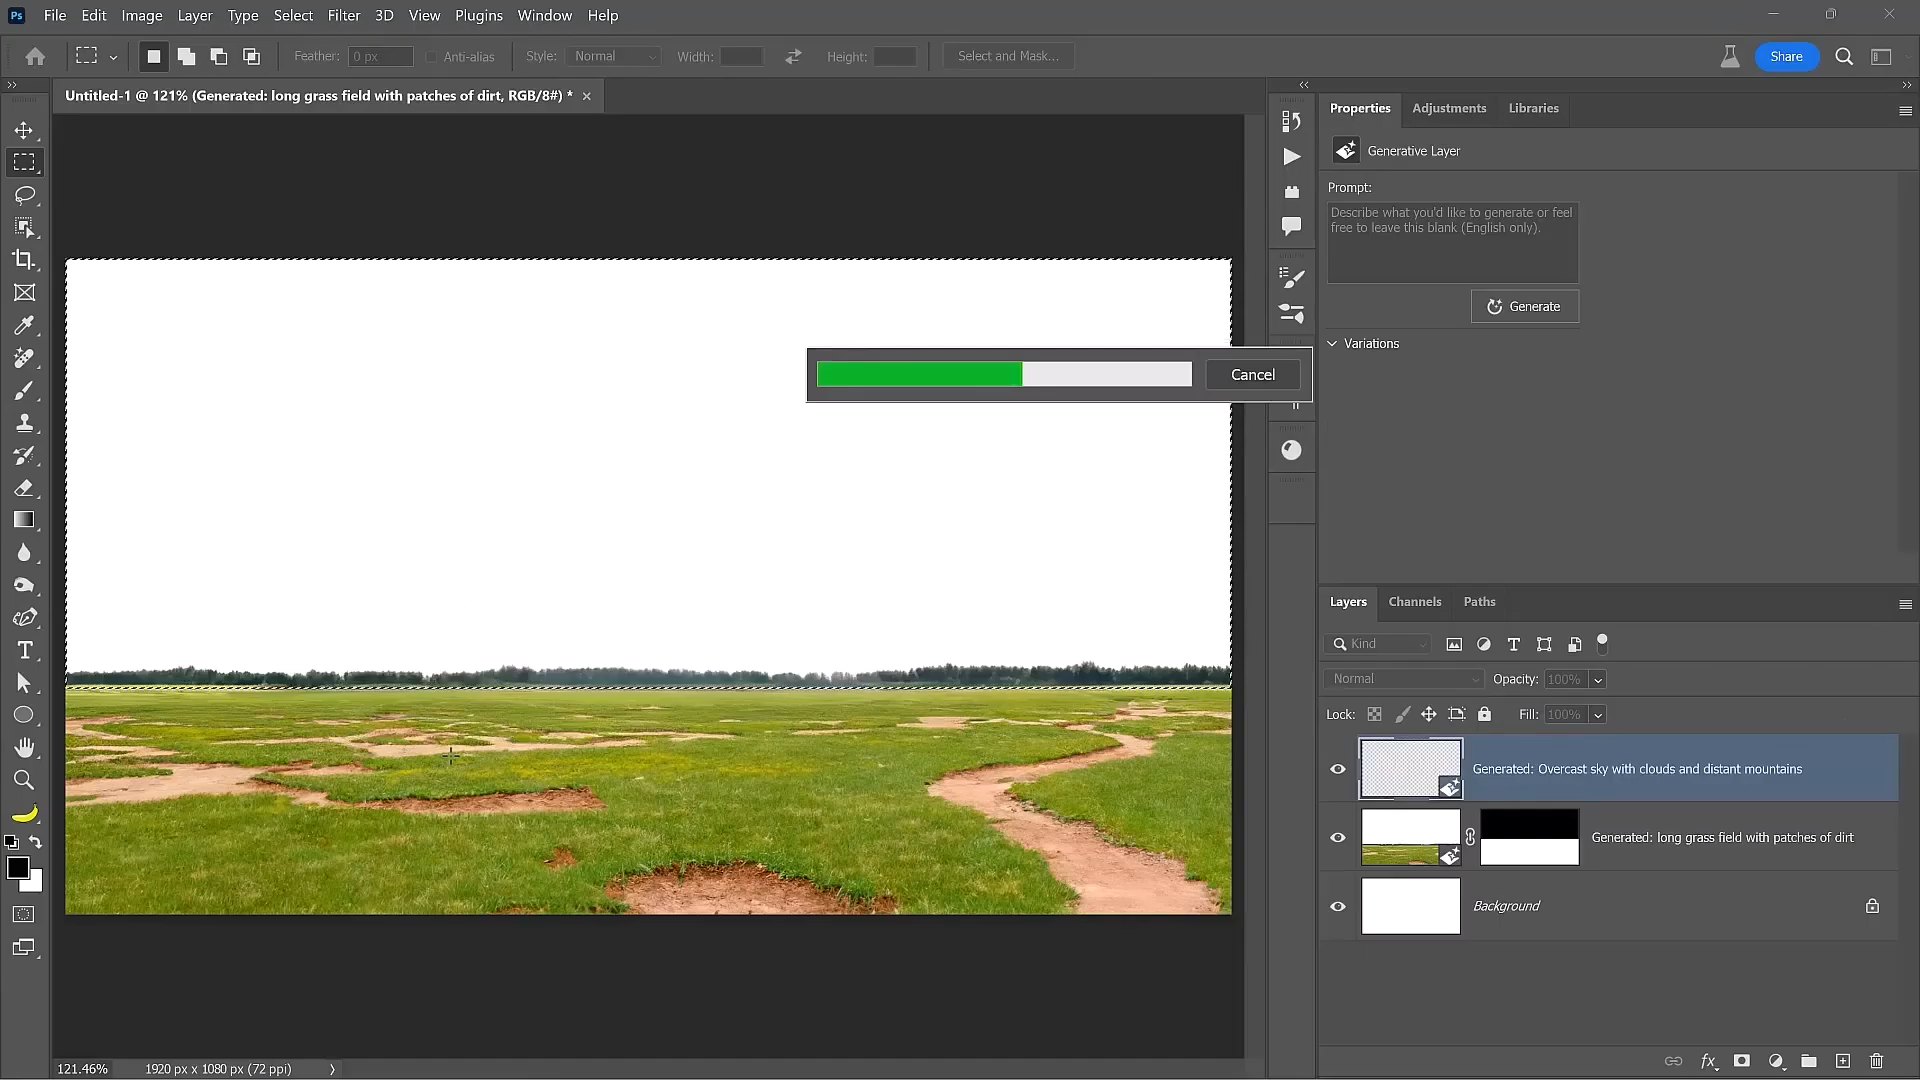 Ps File Edit Image Layer Type Select Filter 3D View Plugins Window Help
Feather: 0 px Anti-alias Style: Normal Width: Height: Select and Mask... Share
Untitled-1 @ 121% (Generated: long grass field with patches of dirt, RGB/8#) * ×
Properties Adjustments Libraries
Generative Layer
Prompt:
Describe what you'd like to generate or feel
free to leave this blank (English only).
Generate
Variations
Cancel
Layers Channels Paths
Kind
Normal Opacity: 100%
Lock: Fill: 100%
Generated: Overcast sky with clouds and distant mountains
Generated: long grass field with patches of dirt
Background
fx
121.46% 1920 px x 1080 px (72 ppi)